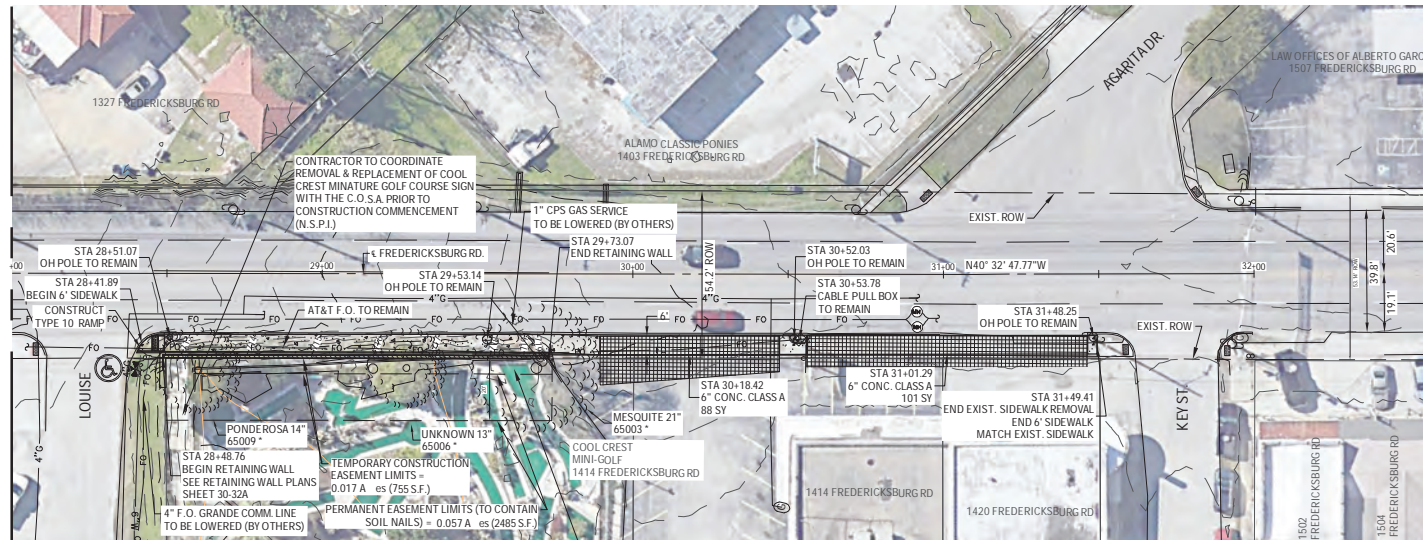 1327 FREDERICKSBURG RD
CONTRACTOR TO COORDINATE
REMOVAL & REPLACEMENT OF COOL
CREST MINATURE GOLF COURSE SIGN
WITH THE C.O.S.A. PRIOR TO
CONSTRUCTION COMMENCEMENT
(N.S.P.I.)
ALAMO CLASSIC PONIES
1403 FREDERICKSBURG RD
AGARITA DR.
LAW OFFICES OF ALBERTO GARC
1507 FREDERICKSBURG RD
1" CPS GAS SERVICE
TO BE LOWERED (BY OTHERS)
EXIST. ROW
STA 28+51.07
OH POLE TO REMAIN
℄ FREDERICKSBURG RD.
STA 29+73.07
END RETAINING WALL
54.2' ROW
STA 30+52.03
OH POLE TO REMAIN
+00
29+00
30+00
31+00
N40° 32' 47.77"W
32+00
39.8'
20.6'
19.1'
STA 28+41.89
BEGIN 6' SIDEWALK
STA 29+53.14
OH POLE TO REMAIN
STA 30+53.78
CABLE PULL BOX
TO REMAIN
CONSTRUCT
TYPE 10 RAMP
AT&T F.O. TO REMAIN
4"G
4"G
6'
FO
FO
FO
FO
FO
FO
FO
FO
MH
MH
STA 31+48.25
OH POLE TO REMAIN
EXIST. ROW
LOUISE
KEY ST.
STA 30+18.42
6" CONC. CLASS A
88 SY
STA 31+01.29
6" CONC. CLASS A
101 SY
STA 31+49.41
END EXIST. SIDEWALK REMOVAL
END 6' SIDEWALK
MATCH EXIST. SIDEWALK
PONDEROSA 14"
65009 *
UNKNOWN 13"
65006 *
MESQUITE 21"
65003 *
STA 28+48.76
BEGIN RETAINING WALL
SEE RETAINING WALL PLANS
SHEET 30-32A
TEMPORARY CONSTRUCTION
EASEMENT LIMITS =
0.017 A es (755 S.F.)
COOL CREST
MINI-GOLF
1414 FREDERICKSBURG RD
4"G
4" F.O. GRANDE COMM. LINE
TO BE LOWERED (BY OTHERS)
PERMANENT EASEMENT LIMITS (TO CONTAIN
SOIL NAILS) = 0.057 A es (2485 S.F.)
1414 FREDERICKSBURG RD
1420 FREDERICKSBURG RD
1502
FREDERICKSBURG RD
1504
FREDERICKSBURG RD